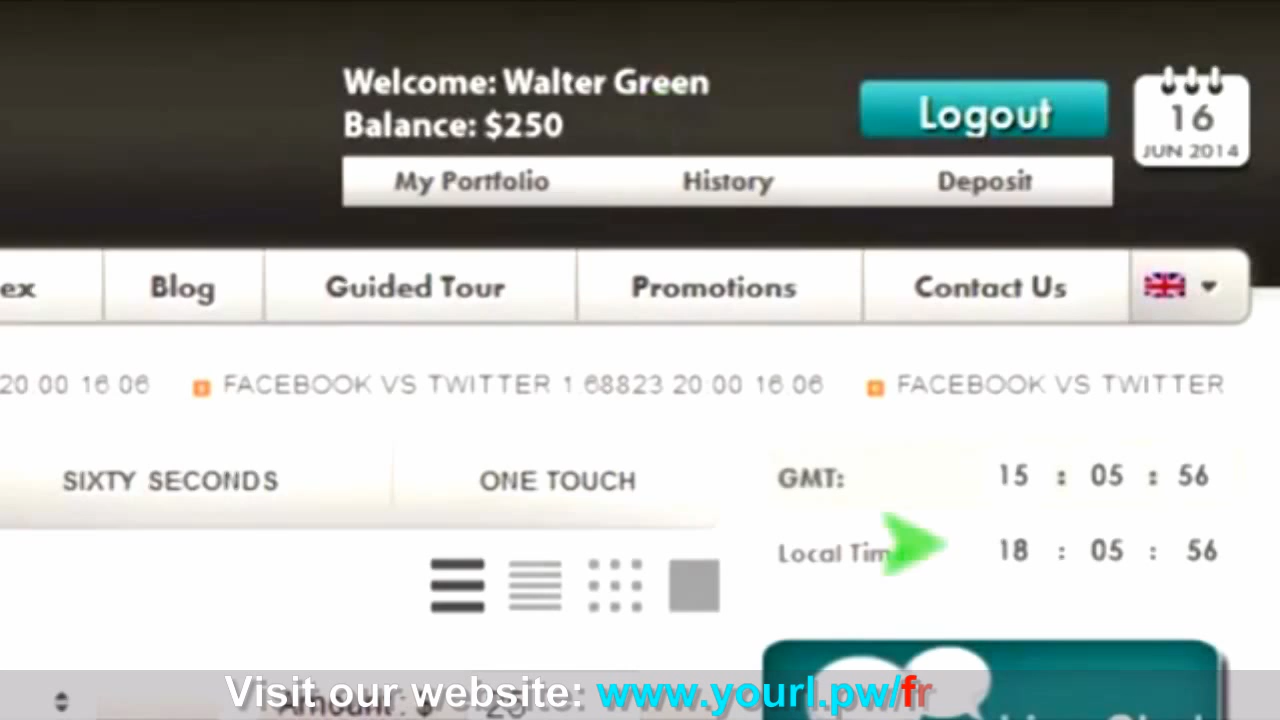 Welcome: Walter Green
Balance: $250
Logout
16
JUN 2014
My Portfolio
History
Deposit
ex
Blog
Guided Tour
Promotions
Contact Us
20:00 16.06
FACEBOOK VS TWITTER 1.68823 20:00 16.06
FACEBOOK VS TWITTER
SIXTY SECONDS
ONE TOUCH
GMT:
15 : 05 : 56
Local Tim
18 : 05 : 56
Amount:
Visit our website: www.yourl.pw/fr